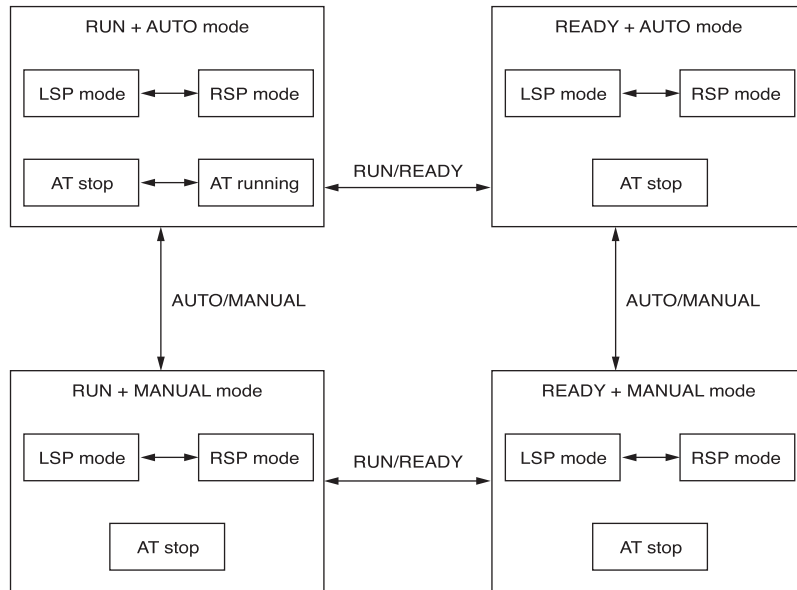 RUN + AUTO mode
LSP mode
RSP mode
AT stop
AT running
RUN/READY
READY + AUTO mode
LSP mode
RSP mode
AT stop
AUTO/MANUAL
AUTO/MANUAL
RUN + MANUAL mode
LSP mode
RSP mode
AT stop
RUN/READY
READY + MANUAL mode
LSP mode
RSP mode
AT stop